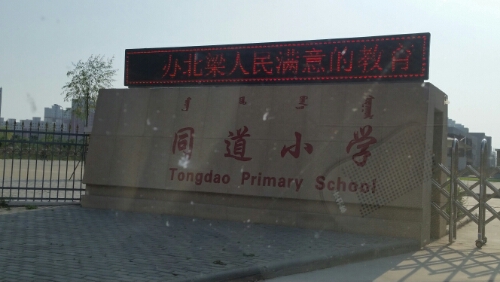 办北梁人民满意的教育
同道小学
Tongdao Primary School